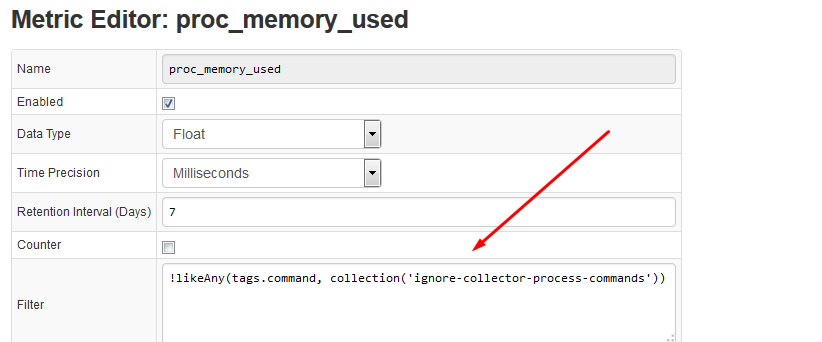 Metric Editor: proc_memory_used
Name proc_memory_used
Enabled
Data Type Float
Time Precision Milliseconds
Retention Interval (Days) 7
Counter
!likeAny(tags.command, collection('ignore-collector-process-commands'))
Filter